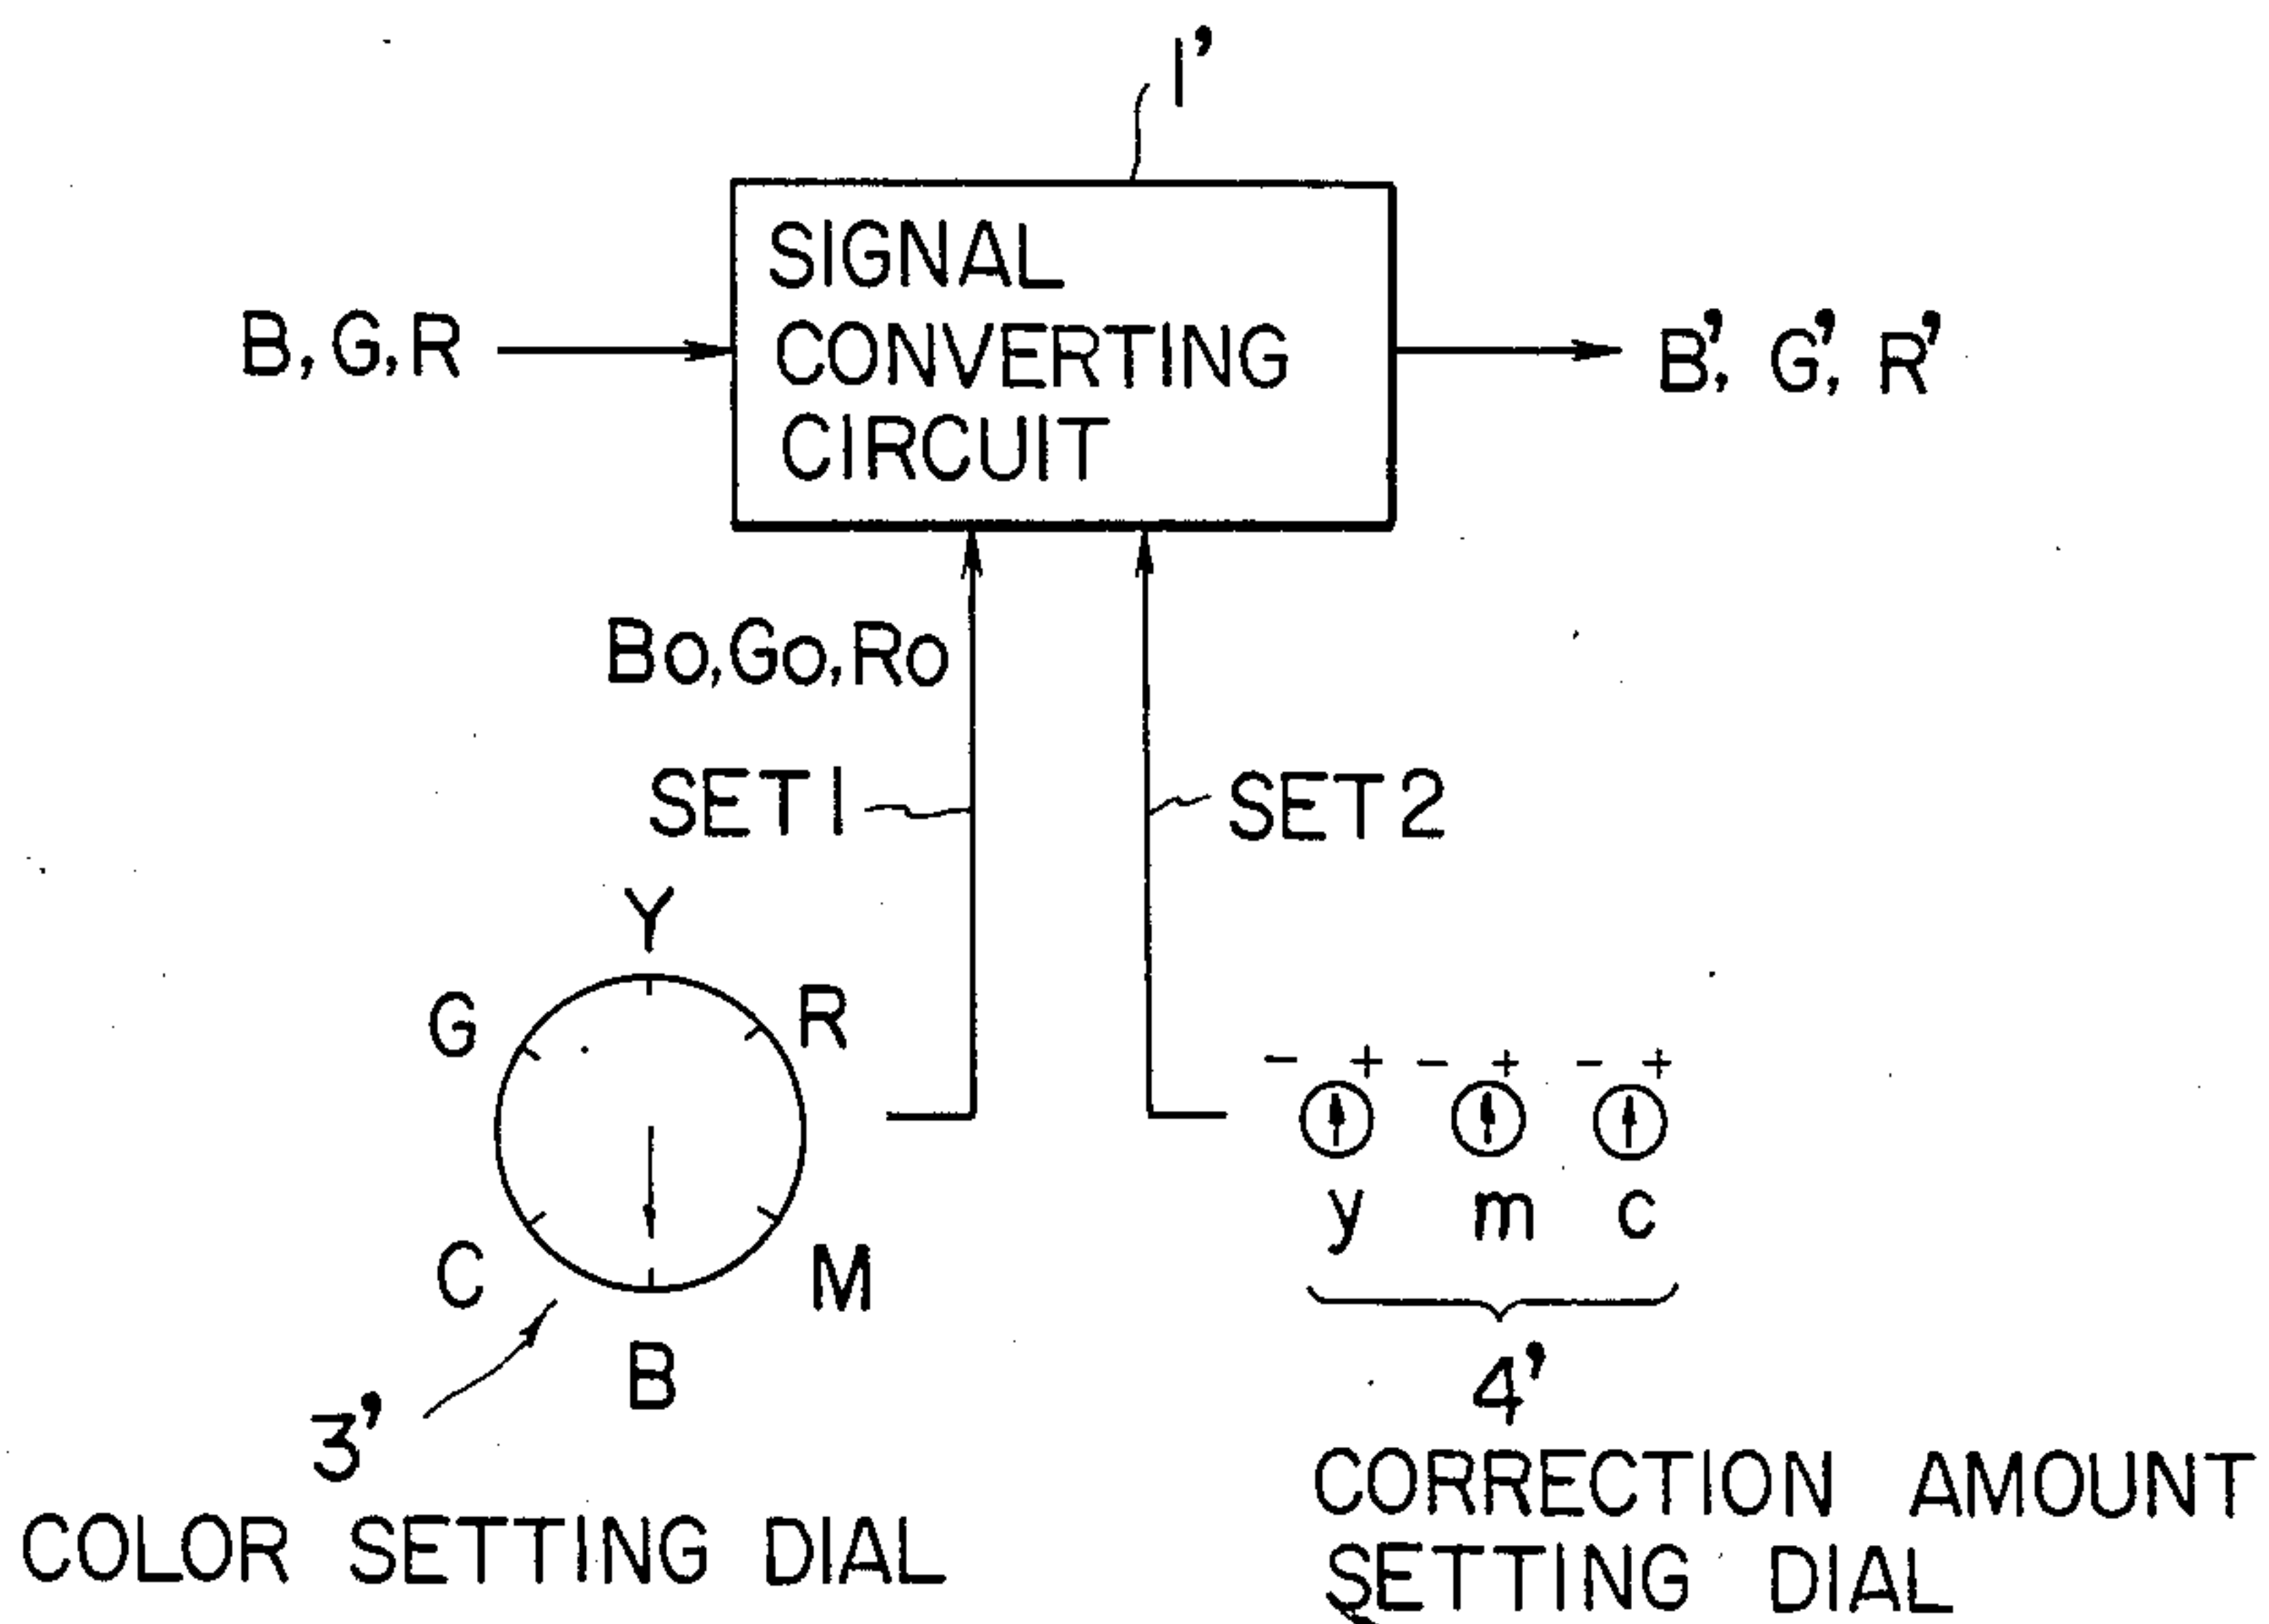 1'
SIGNAL
CONVERTING
CIRCUIT
B, G, R
B', G', R'
Bo, Go, Ro
SET 1
SET 2
Y
G
R
C
M
B
- + - + - +
y m c
3'
COLOR SETTING DIAL
4'
CORRECTION AMOUNT
SETTING DIAL